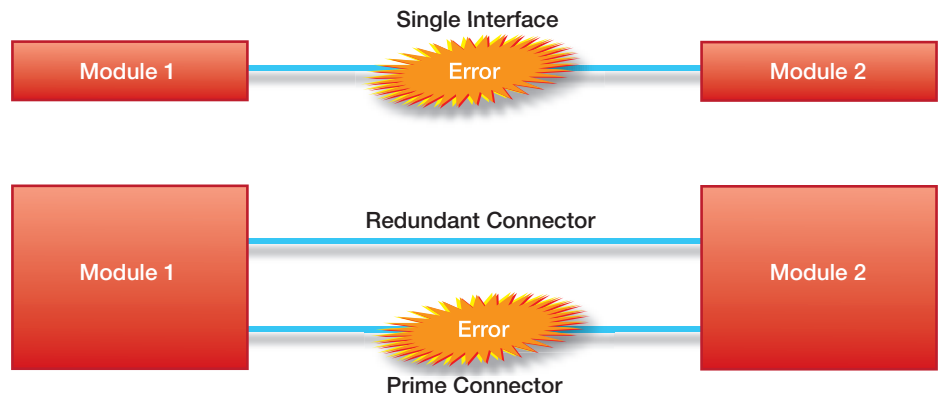 Single Interface
Module 1
Error
Module 2
Redundant Connector
Module 1
Module 2
Error
Prime Connector